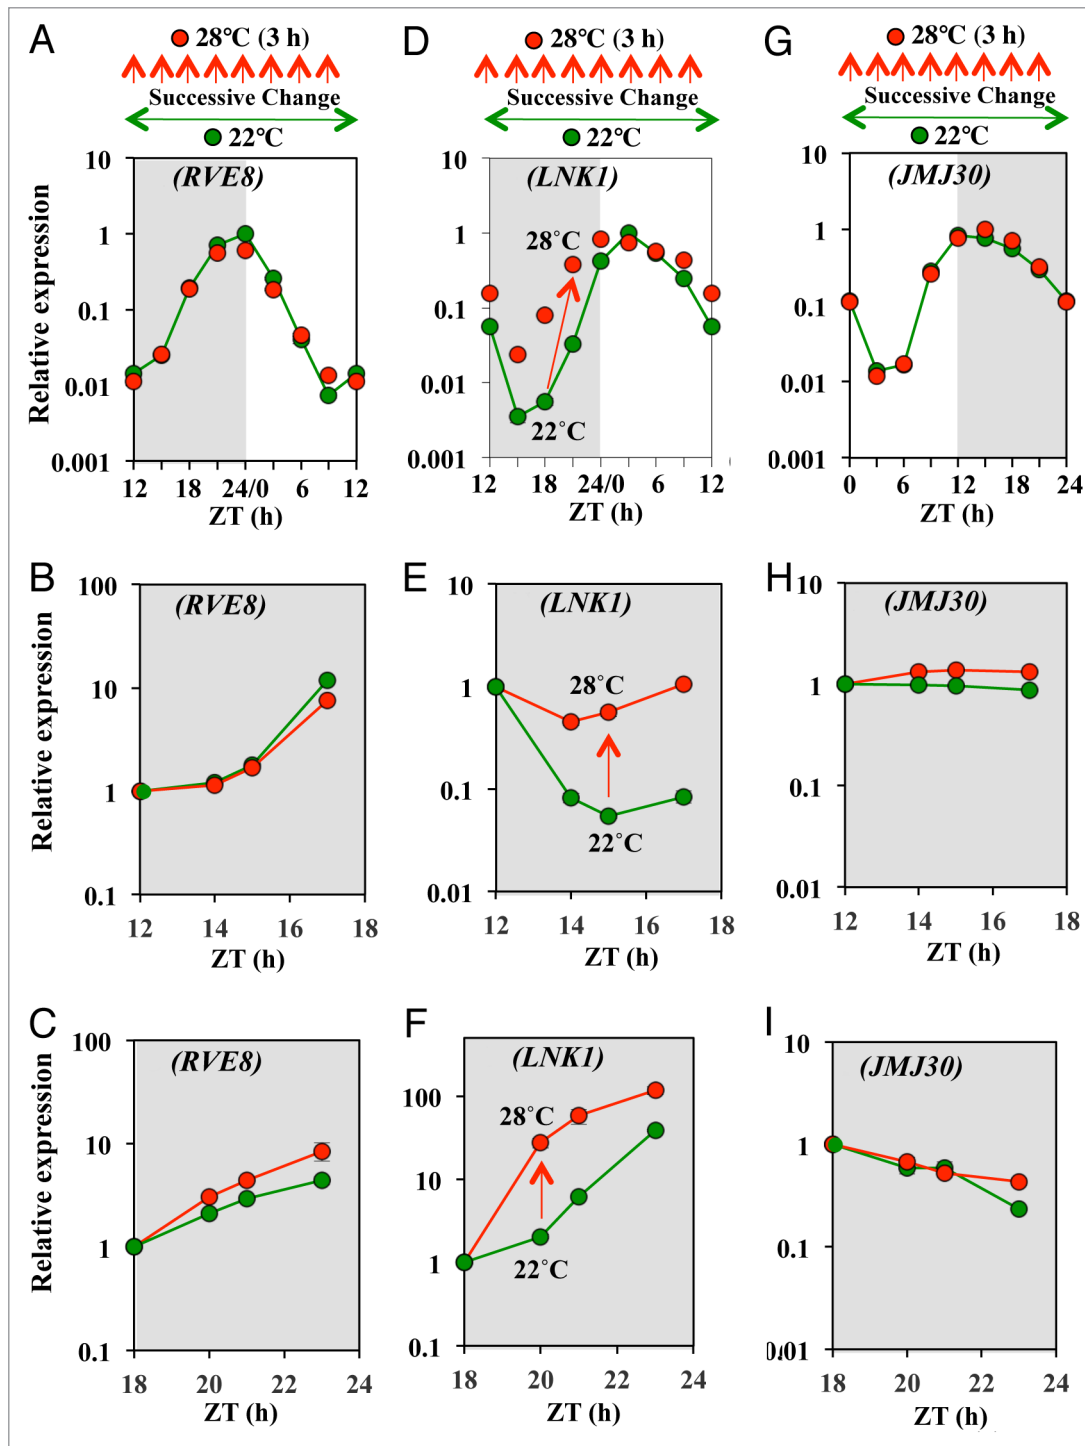 A
28°C (3 h)
Successive Change
22°C
(RVE8)
10
1
0.1
0.01
0.001
Relative expression
12 18 24/0 6 12
ZT (h)
D
28°C (3 h)
Successive Change
22°C
(LNK1)
10
1
0.1
0.01
0.001
28°C
22°C
12 18 24/0 6 12
ZT (h)
G
28°C (3 h)
Successive Change
22°C
(JMJ30)
10
1
0.1
0.01
0.001
0 6 12 18 24
ZT (h)
B
(RVE8)
100
10
1
0.1
Relative expression
12 14 16 18
ZT (h)
E
(LNK1)
10
1
0.1
0.01
28°C
22°C
12 14 16 18
ZT (h)
H
(JMJ30)
10
1
0.1
0.01
12 14 16 18
ZT (h)
C
(RVE8)
100
10
1
0.1
Relative expression
18 20 22 24
ZT (h)
F
(LNK1)
100
10
1
0.1
28°C
22°C
18 20 22 24
ZT (h)
I
(JMJ30)
10
1
0.1
0.01
18 20 22 24
ZT (h)